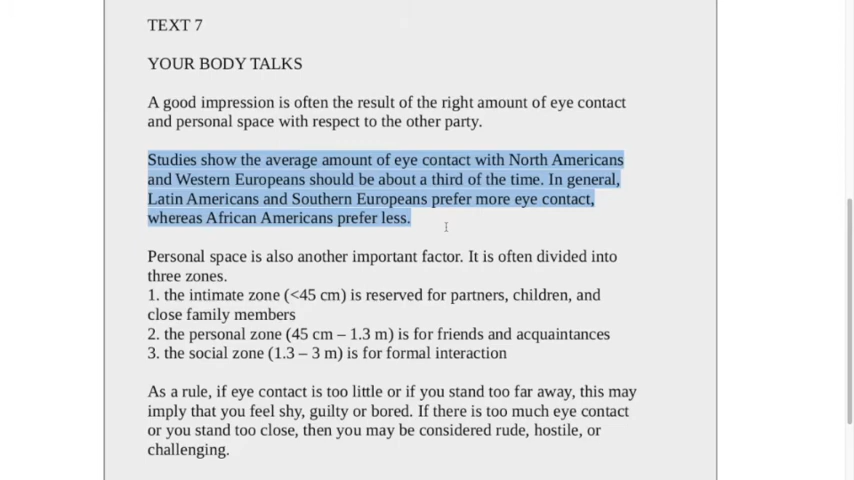 TEXT 7
YOUR BODY TALKS
A good impression is often the result of the right amount of eye contact
and personal space with respect to the other party.
Studies show the average amount of eye contact with North Americans
and Western Europeans should be about a third of the time. In general,
Latin Americans and Southern Europeans prefer more eye contact,
whereas African Americans prefer less.
Personal space is also another important factor. It is often divided into
three zones.
1. the intimate zone (<45 cm) is reserved for partners, children, and
close family members
2. the personal zone (45 cm – 1.3 m) is for friends and acquaintances
3. the social zone (1.3 – 3 m) is for formal interaction
As a rule, if eye contact is too little or if you stand too far away, this may
imply that you feel shy, guilty or bored. If there is too much eye contact
or you stand too close, then you may be considered rude, hostile, or
challenging.